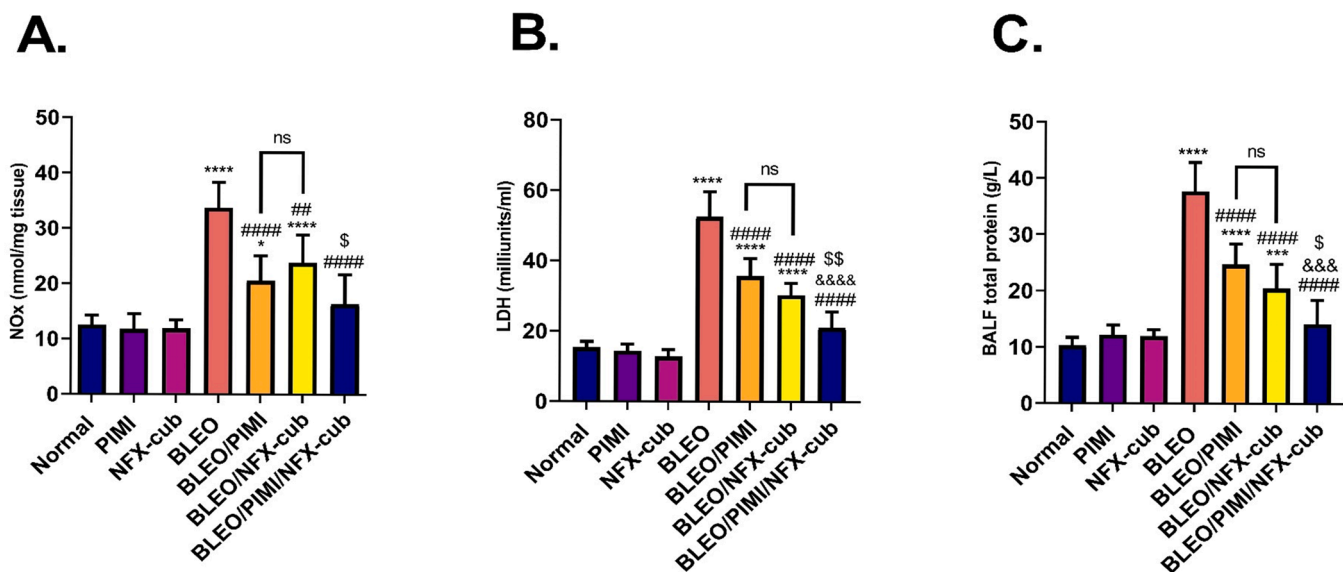 A.
NOx (nmol/mg tissue)
50
40
30
20
10
0
****
####
*
ns
##
****
$
####
Normal
PIMI
NFX-cub
BLEO
BLEO/PIMI
BLEO/NFX-cub
BLEO/PIMI/NFX-cub
B.
LDH (milliunits/ml)
80
60
40
20
0
****
####
****
ns
####
****
$$
&&&&
####
Normal
PIMI
NFX-cub
BLEO
BLEO/PIMI
BLEO/NFX-cub
BLEO/PIMI/NFX-cub
C.
BALF total protein (g/L)
50
40
30
20
10
0
****
####
****
ns
####
***
$
&&&
####
Normal
PIMI
NFX-cub
BLEO
BLEO/PIMI
BLEO/NFX-cub
BLEO/PIMI/NFX-cub